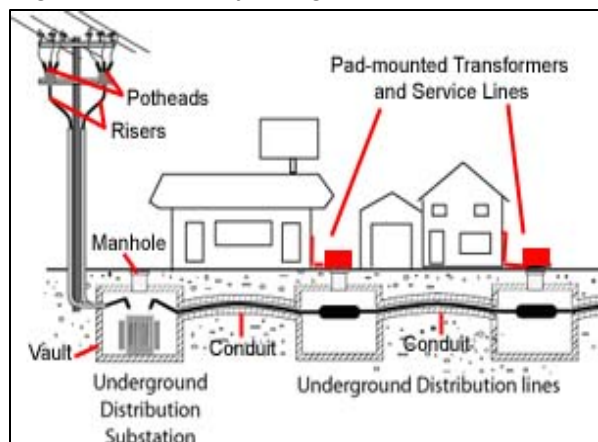 Potheads
Risers
Pad-mounted Transformers
and Service Lines
Manhole
Vault
Conduit
Conduit
Underground
Distribution
Substation
Underground Distribution lines